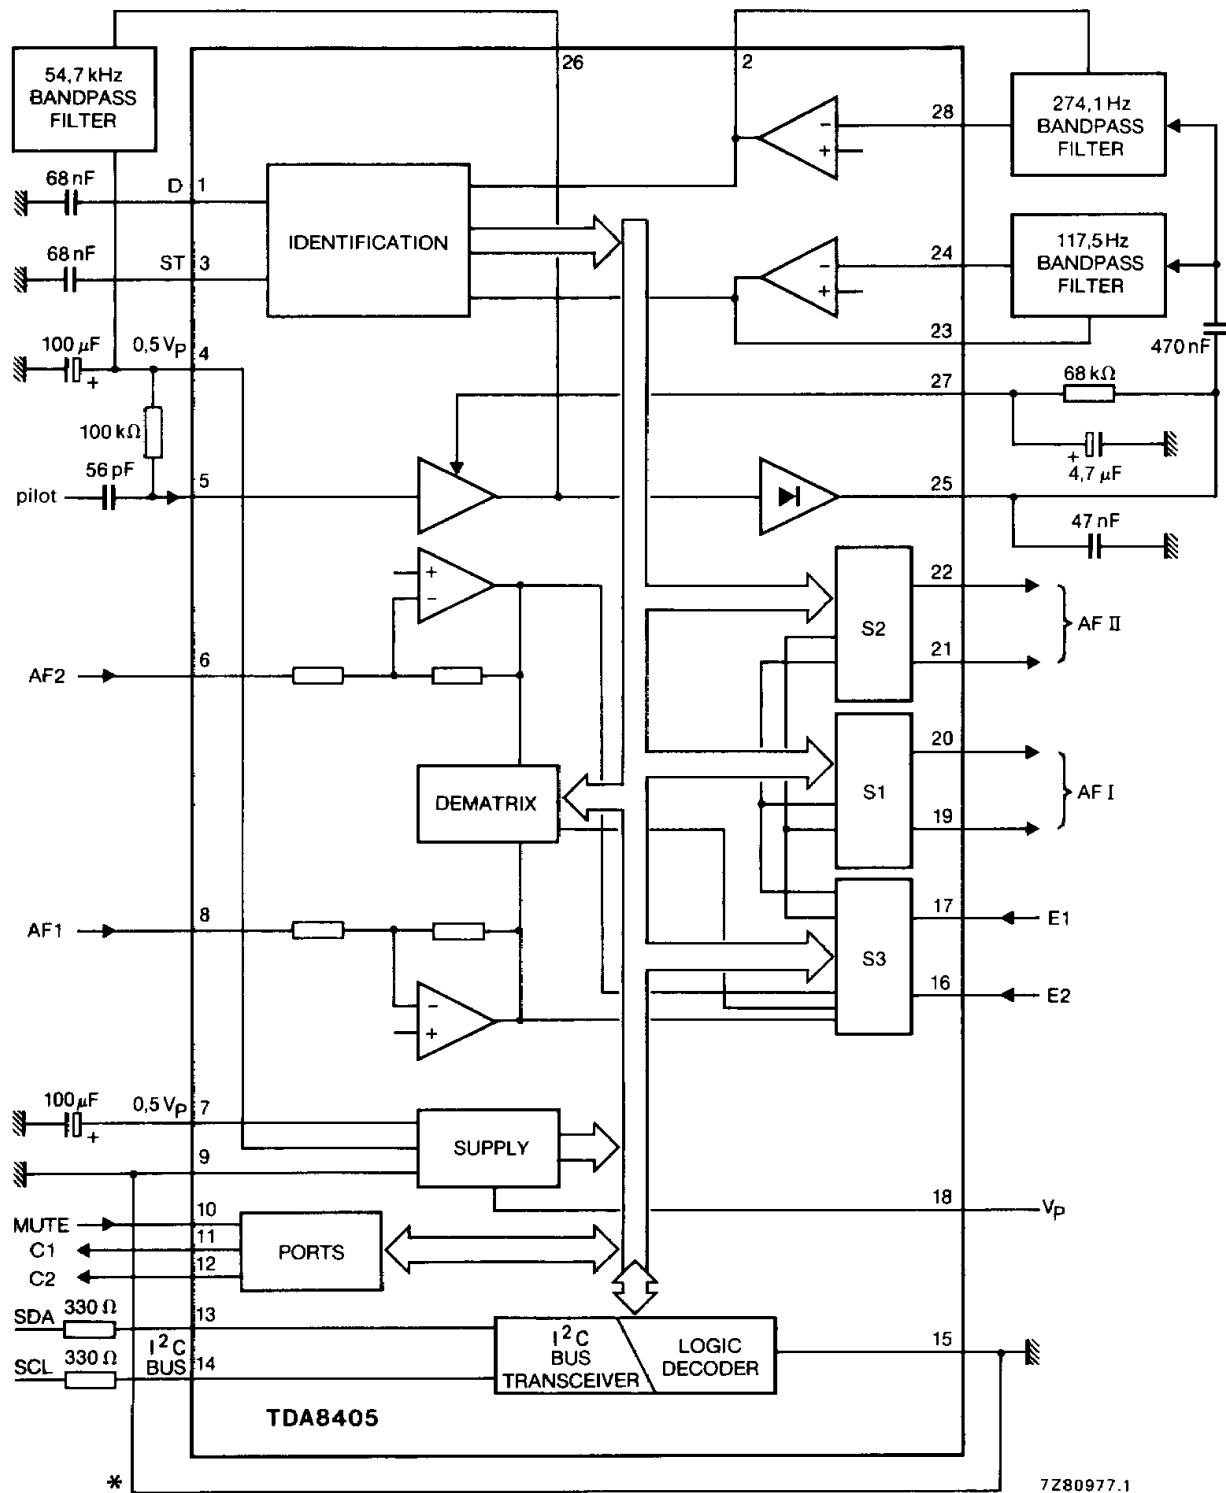 26
2
54,7 kHz
BANDPASS
FILTER
274,1 Hz
BANDPASS
FILTER
28
−
+
68 nF
D
1
IDENTIFICATION
68 nF
ST
3
24
−
+
117,5 Hz
BANDPASS
FILTER
23
470 nF
100 µF
+
0,5 VP
4
100 kΩ
27
68 kΩ
+
4,7 µF
pilot
56 pF
5
25
47 nF
+
−
22
S2
AF II
21
AF2
6
20
S1
AF I
19
DEMATRIX
AF1
8
17
E1
S3
16
E2
−
+
100 µF
+
0,5 VP
7
SUPPLY
9
18
VP
MUTE
10
C1
11
PORTS
C2
12
SDA
330 Ω
13
I²C
BUS
SCL
330 Ω
14
I²C
BUS
TRANSCEIVER
LOGIC
DECODER
15
TDA8405
*
7Z80977.1